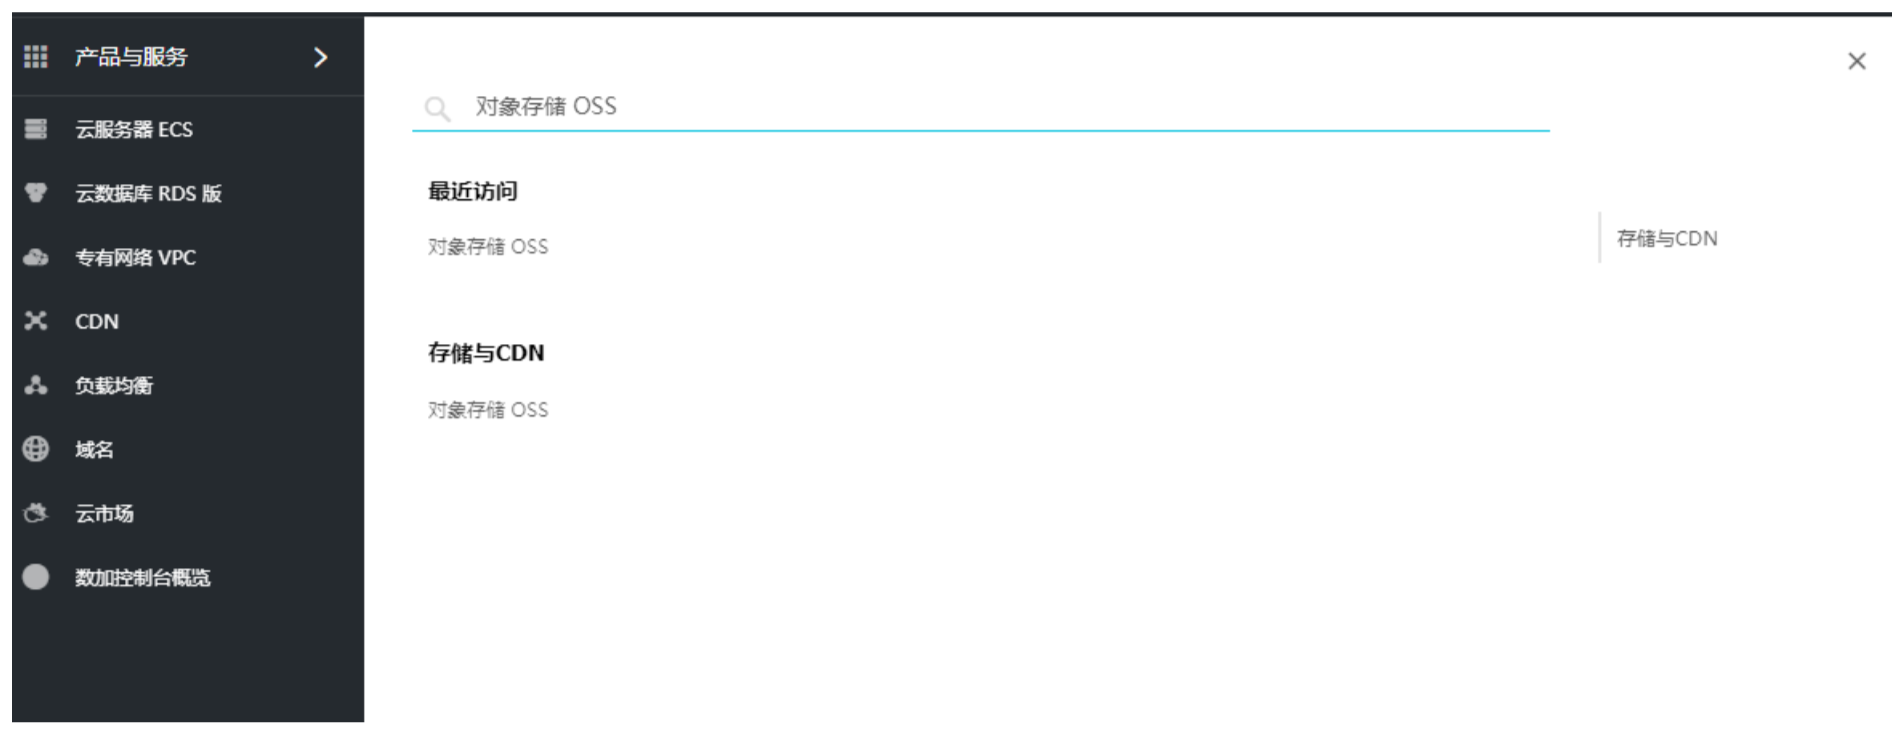 产品与服务
云服务器 ECS
云数据库 RDS 版
专有网络 VPC
CDN
负载均衡
域名
云市场
数加控制台概览
对象存储 OSS
最近访问
对象存储 OSS
存储与CDN
对象存储 OSS
存储与CDN